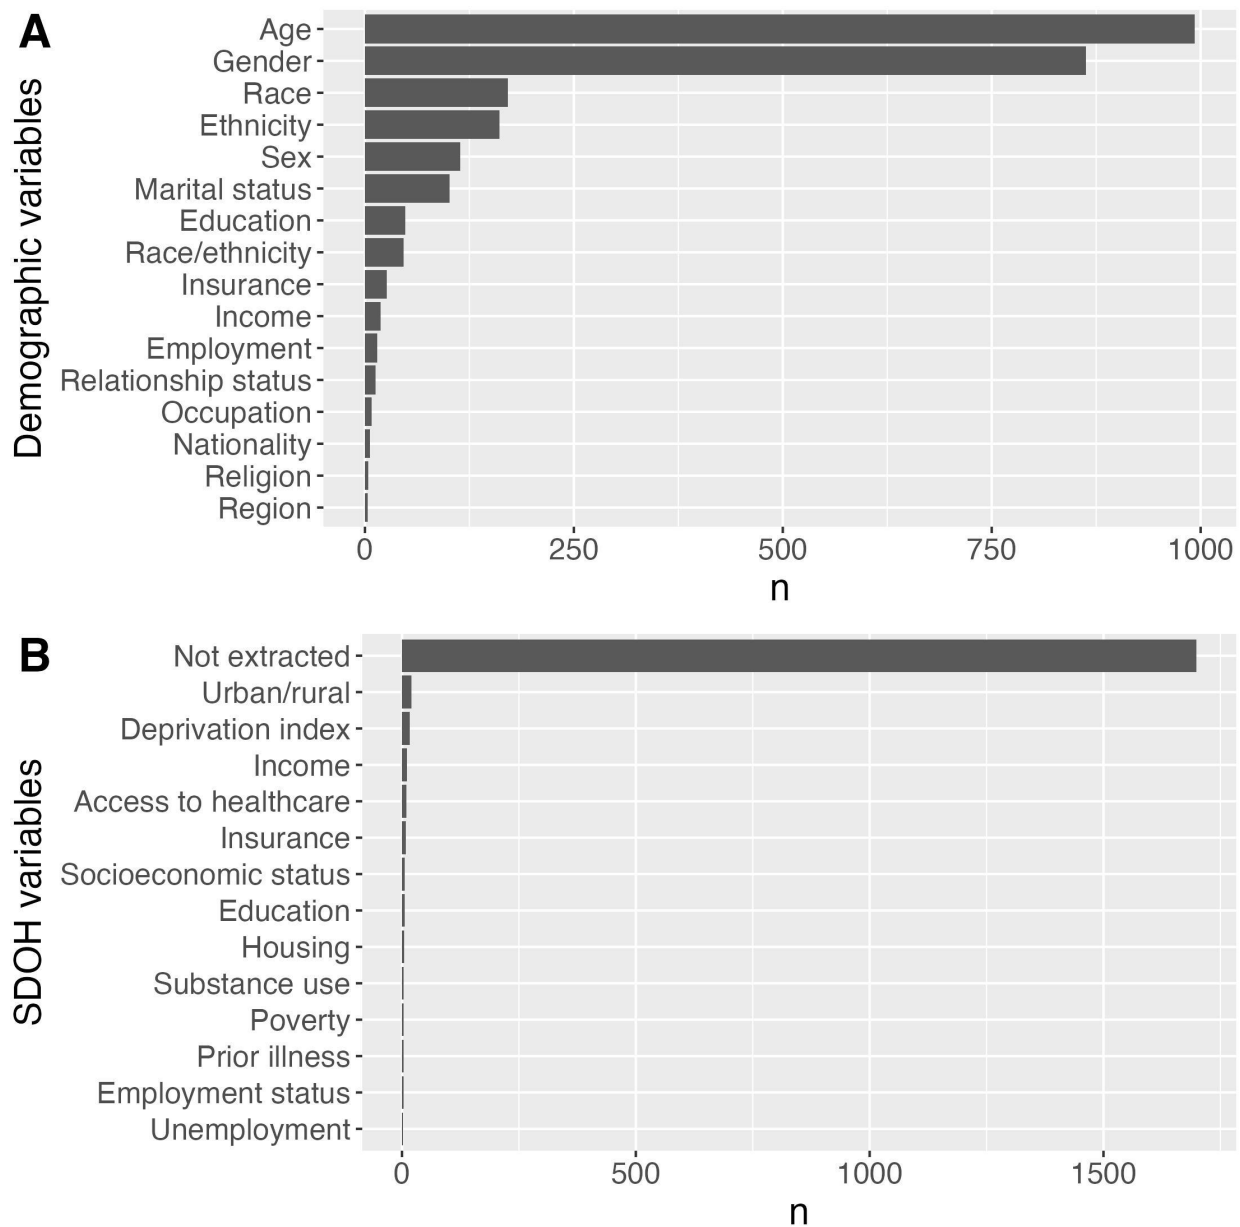 A
Demographic variables
Age
Gender
Race
Ethnicity
Sex
Marital status
Education
Race/ethnicity
Insurance
Income
Employment
Relationship status
Occupation
Nationality
Religion
Region
0 250 500 750 1000
n
B
SDOH variables
Not extracted
Urban/rural
Deprivation index
Income
Access to healthcare
Insurance
Socioeconomic status
Education
Housing
Substance use
Poverty
Prior illness
Employment status
Unemployment
0 500 1000 1500
n